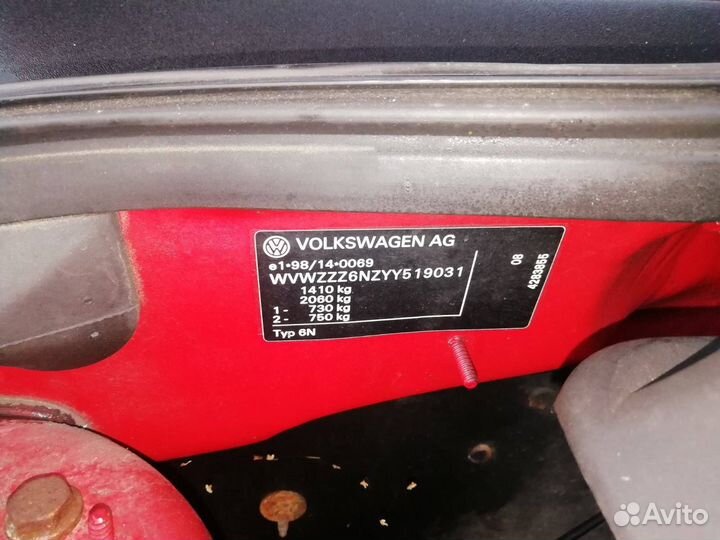 VOLKSWAGEN AG
e1•98/14•0069
WVWZZZ6NZYY519031
1410 kg
2060 kg
1- 730 kg
2- 750 kg
Typ 6N
08
4283855
Avito